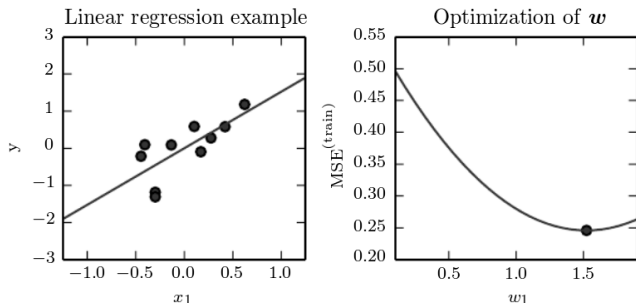 Linear regression example
3
2
1
0
−1
−2
−3
y
−1.0 −0.5 0.0 0.5 1.0
x₁
Optimization of w
0.55
0.50
0.45
0.40
0.35
0.30
0.25
0.20
MSE(train)
0.5 1.0 1.5
w₁